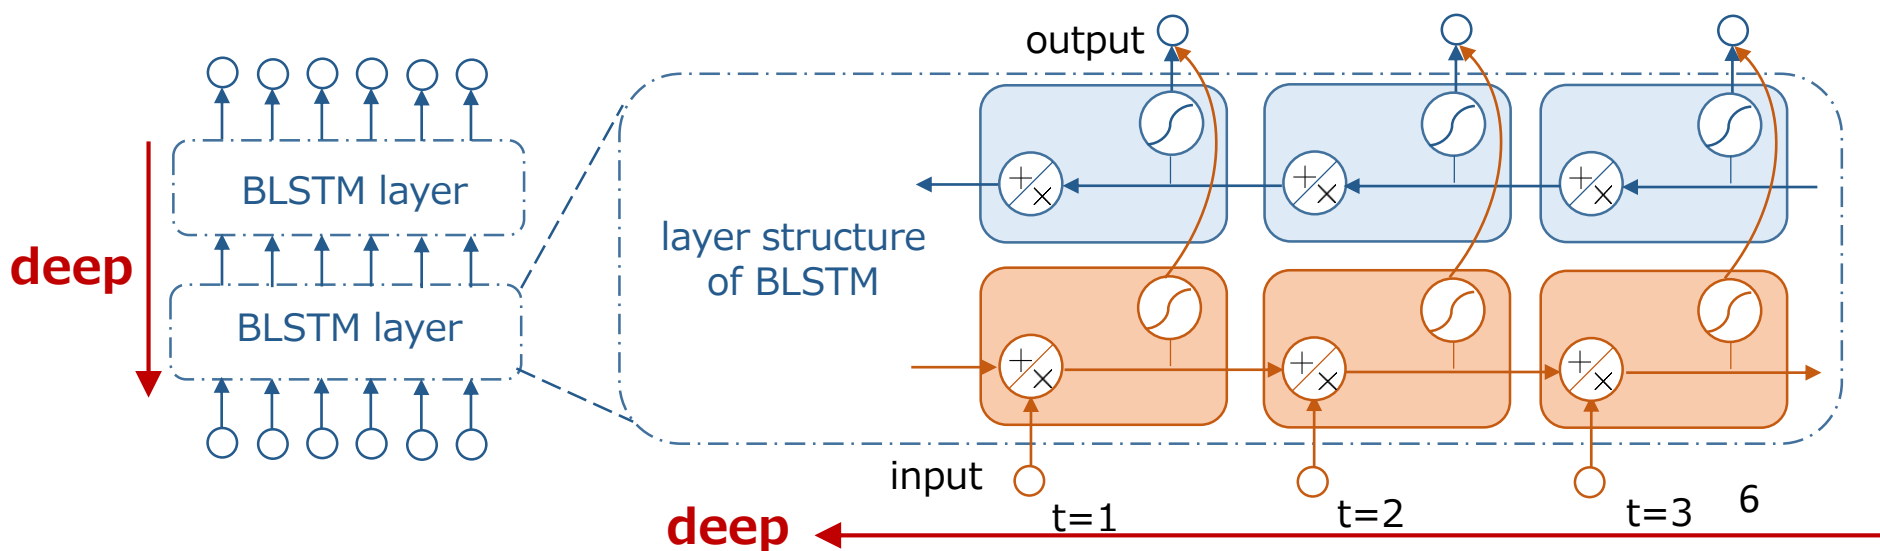 output
BLSTM layer
deep
BLSTM layer
layer structure
of BLSTM
+
×
+
×
+
×
+
×
+
×
+
×
input
t=1
t=2
t=3
6
deep